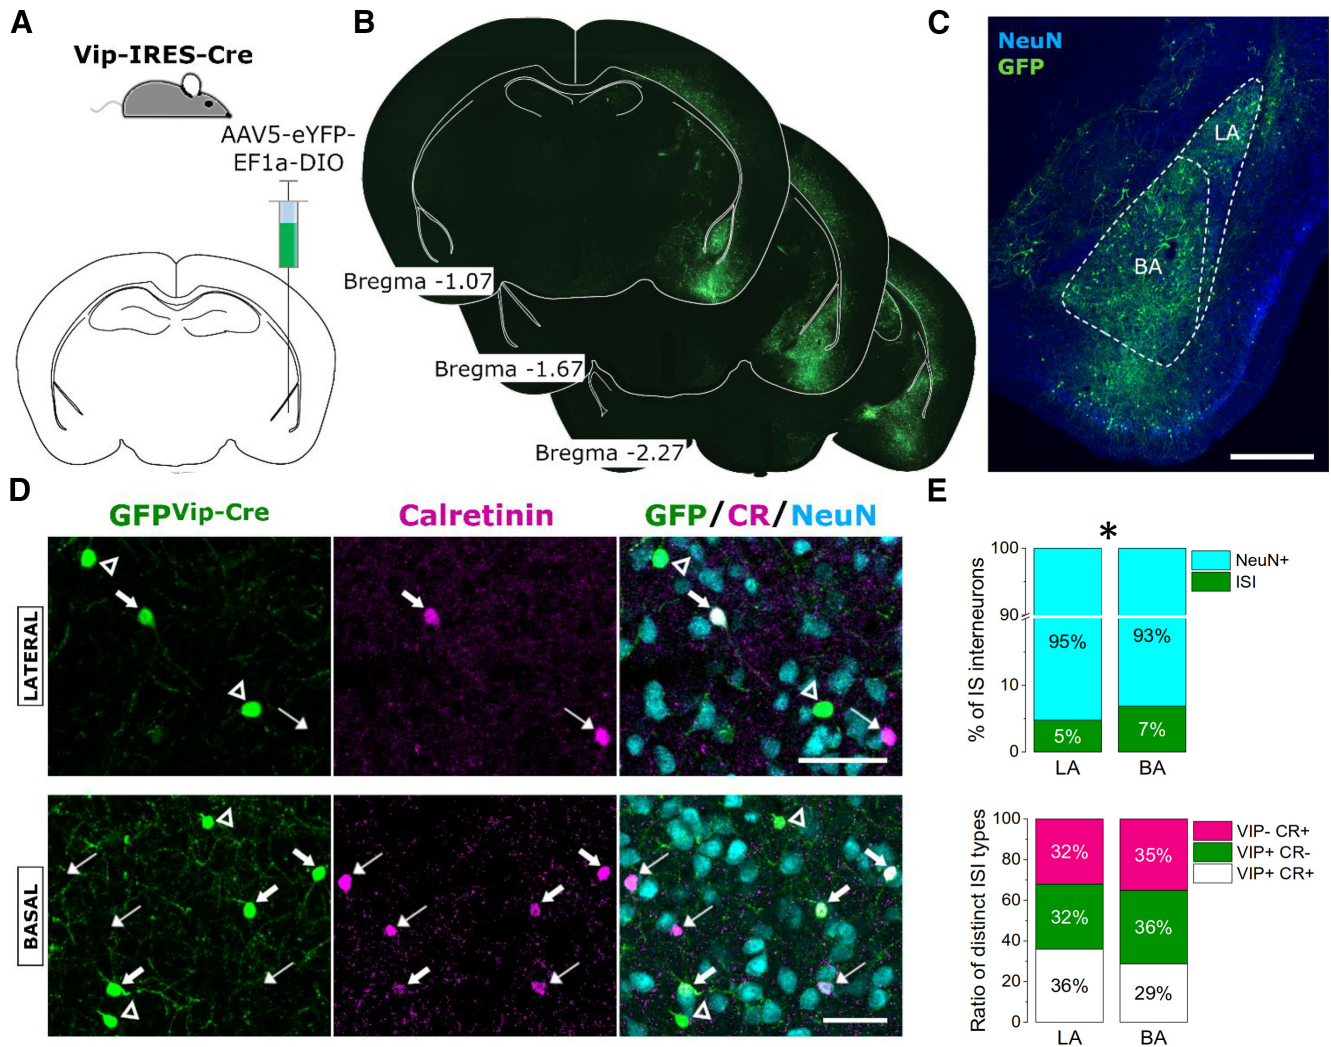 A
Vip-IRES-Cre
AAV5-eYFP-
EF1a-DIO
B
Bregma -1.07
Bregma -1.67
Bregma -2.27
C
NeuN
GFP
LA
BA
D
GFPVip-Cre
Calretinin
GFP/CR/NeuN
LATERAL
BASAL
E
*
% of IS interneurons
100
90
10
0
95%
93%
5%
7%
LA
BA
NeuN+
ISI
Ratio of distinct ISI types
100
80
60
40
20
0
32%
35%
32%
36%
36%
29%
LA
BA
VIP- CR+
VIP+ CR-
VIP+ CR+